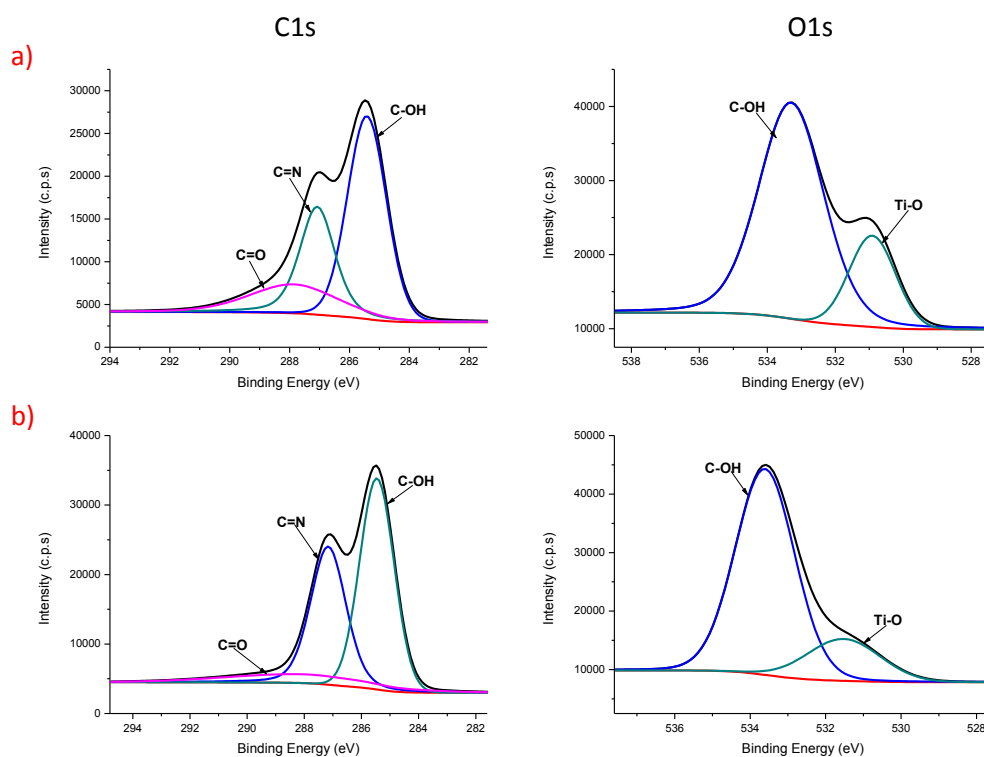 C1s
O1s
a)
30000
25000
20000
15000
10000
5000
0
Intensity (c.p.s)
C-OH
C=N
C=O
294 292 290 288 286 284 282
Binding Energy (eV)
40000
30000
20000
10000
Intensity (c.p.s)
C-OH
Ti-O
538 536 534 532 530 528
Binding Energy (eV)
b)
40000
30000
20000
10000
0
Intensity (c.p.s)
C-OH
C=N
C=O
294 292 290 288 286 284 282
Binding Energy (eV)
50000
40000
30000
20000
10000
Intensity (c.p.s)
C-OH
Ti-O
536 534 532 530 528
Binding Energy (eV)